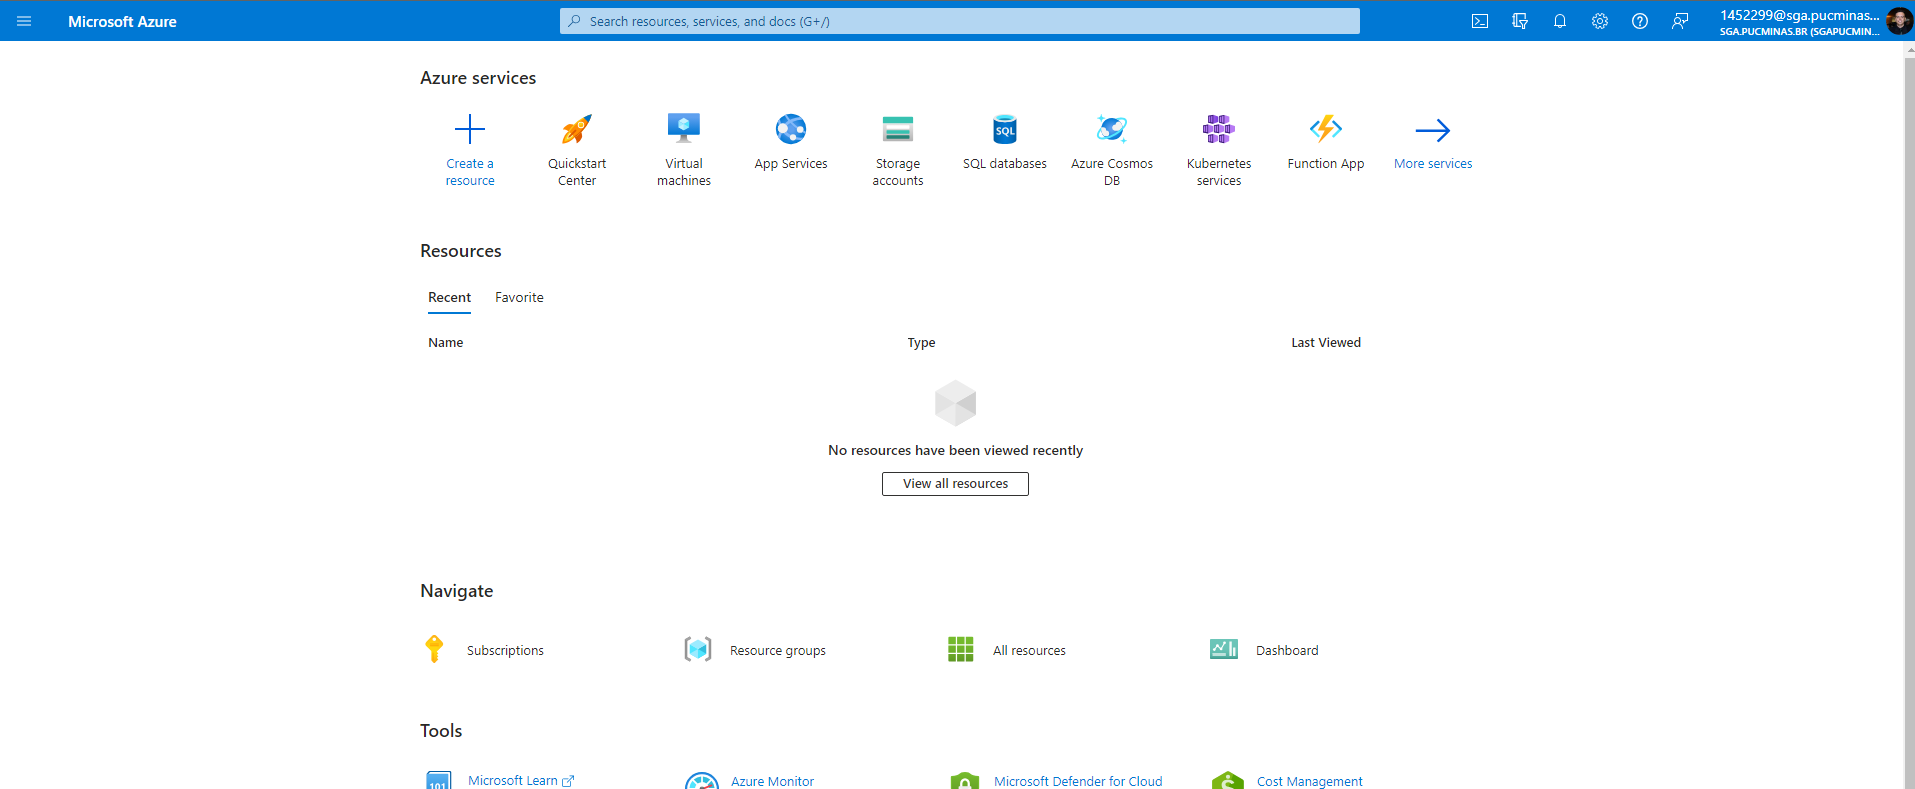 Microsoft Azure
Search resources, services, and docs (G+/)
1452299@sga.pucminas...
SGA.PUCMINAS.BR (SGAPUCMIN...
Azure services
Create a
resource
Quickstart
Center
Virtual
machines
App Services
Storage
accounts
SQL
SQL databases
Azure Cosmos
DB
Kubernetes
services
Function App
More services
Resources
Recent
Favorite
Name
Type
Last Viewed
No resources have been viewed recently
View all resources
Navigate
Subscriptions
Resource groups
All resources
Dashboard
Tools
101
Microsoft Learn
Azure Monitor
Microsoft Defender for Cloud
Cost Management